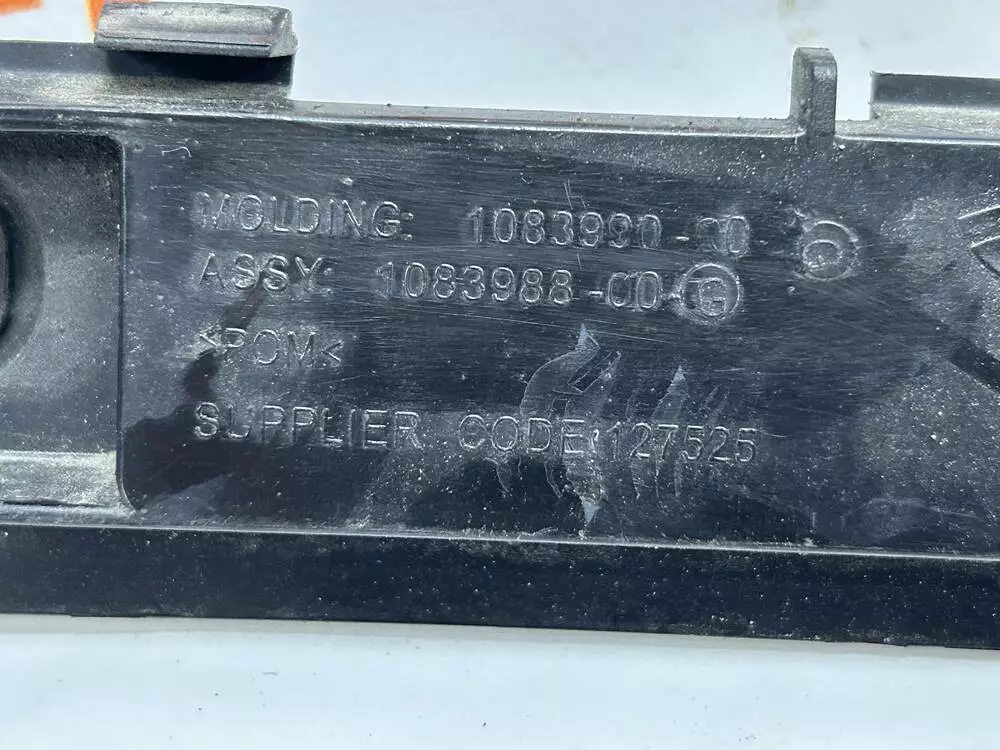 MOLDING: 1083990-00-G
ASSY: 1083988-00-G
>POM<
SUPPLIER CODE:127525